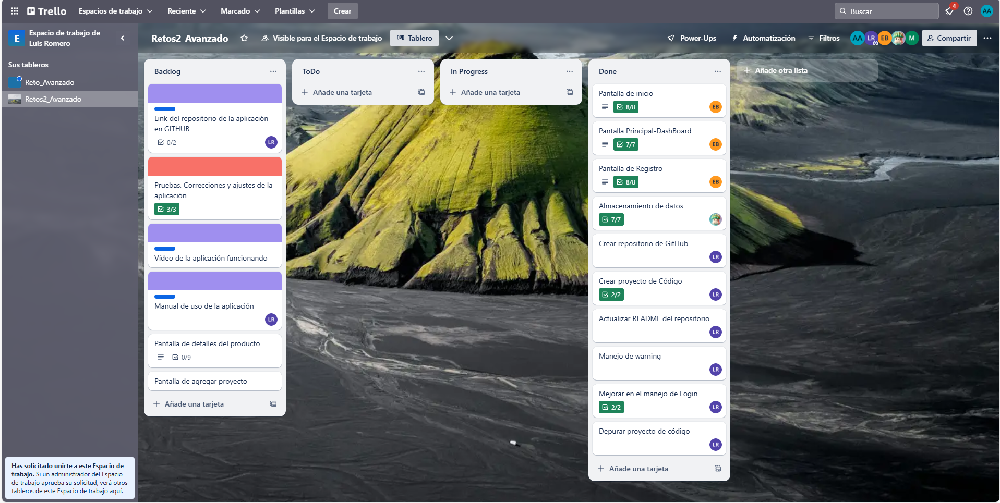 Trello
Espacios de trabajo
Reciente
Marcado
Plantillas
Crear
Buscar
4
AA
E
Espacio de trabajo de
Luis Romero
Retos2_Avanzado
Visible para el Espacio de trabajo
Tablero
Power-Ups
Automatización
Filtros
AA
LR
EB
M
Compartir
Sus tableros
Reto_Avanzado
Retos2_Avanzado
Has solicitado unirte a este Espacio de
trabajo. Si un administrador del Espacio
de trabajo aprueba su solicitud, verá otros
tableros de este Espacio de trabajo aquí.
Backlog
Link del repositorio de la aplicación
en GITHUB
0/2
LR
Pruebas, Correcciones y ajustes de la
aplicación
3/3
Vídeo de la aplicación funcionando
Manual de uso de la aplicación
LR
Pantalla de detalles del producto
0/9
Pantalla de agregar proyecto
Añade una tarjeta
ToDo
Añade una tarjeta
In Progress
Añade una tarjeta
Done
Pantalla de inicio
8/8
EB
Pantalla Principal-DashBoard
7/7
EB
Pantalla de Registro
8/8
EB
Almacenamiento de datos
7/7
Crear repositorio de GitHub
LR
Crear proyecto de Código
2/2
LR
Actualizar README del repositorio
LR
Manejo de warning
LR
Mejorar en el manejo de Login
2/2
LR
Depurar proyecto de código
LR
Añade una tarjeta
Añade otra lista